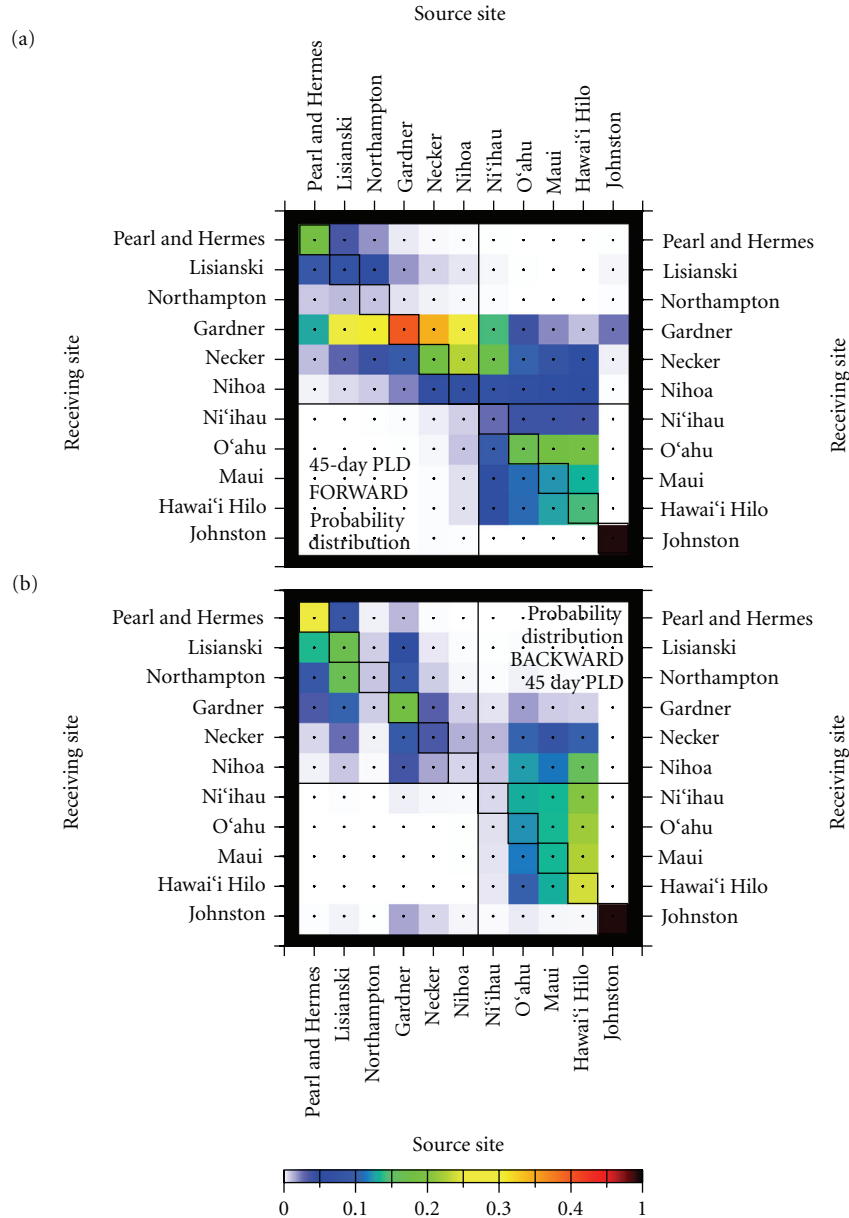 Source site
(a)
Pearl and Hermes
Lisianski
Northampton
Gardner
Necker
Nihoa
Ni‘ihau
O‘ahu
Maui
Hawai‘i Hilo
Johnston
Receiving site
Pearl and Hermes
Lisianski
Northampton
Gardner
Necker
Nihoa
Ni‘ihau
O‘ahu
Maui
Hawai‘i Hilo
Johnston
45-day PLD
FORWARD
Probability
distribution
Pearl and Hermes
Lisianski
Northampton
Gardner
Necker
Nihoa
Ni‘ihau
O‘ahu
Maui
Hawai‘i Hilo
Johnston
Receiving site
(b)
Receiving site
Pearl and Hermes
Lisianski
Northampton
Gardner
Necker
Nihoa
Ni‘ihau
O‘ahu
Maui
Hawai‘i Hilo
Johnston
Probability
distribution
BACKWARD
45 day PLD
Pearl and Hermes
Lisianski
Northampton
Gardner
Necker
Nihoa
Ni‘ihau
O‘ahu
Maui
Hawai‘i Hilo
Johnston
Receiving site
Pearl and Hermes
Lisianski
Northampton
Gardner
Necker
Nihoa
Ni‘ihau
O‘ahu
Maui
Hawai‘i Hilo
Johnston
Source site
0 0.1 0.2 0.3 0.4 1